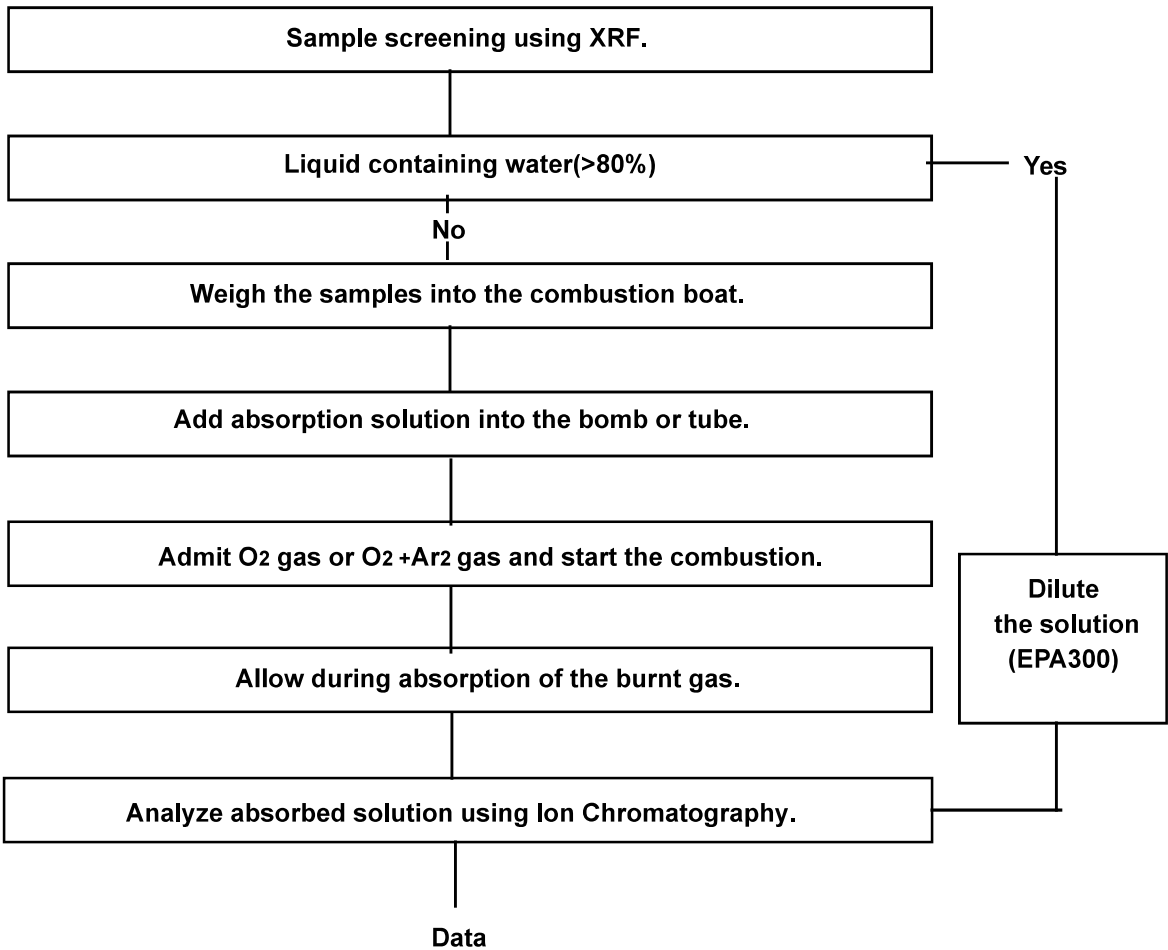 Sample screening using XRF.
Liquid containing water(>80%)
Yes
No
Weigh the samples into the combustion boat.
Add absorption solution into the bomb or tube.
Admit O2 gas or O2 +Ar2 gas and start the combustion.
Dilute
the solution
(EPA300)
Allow during absorption of the burnt gas.
Analyze absorbed solution using Ion Chromatography.
Data